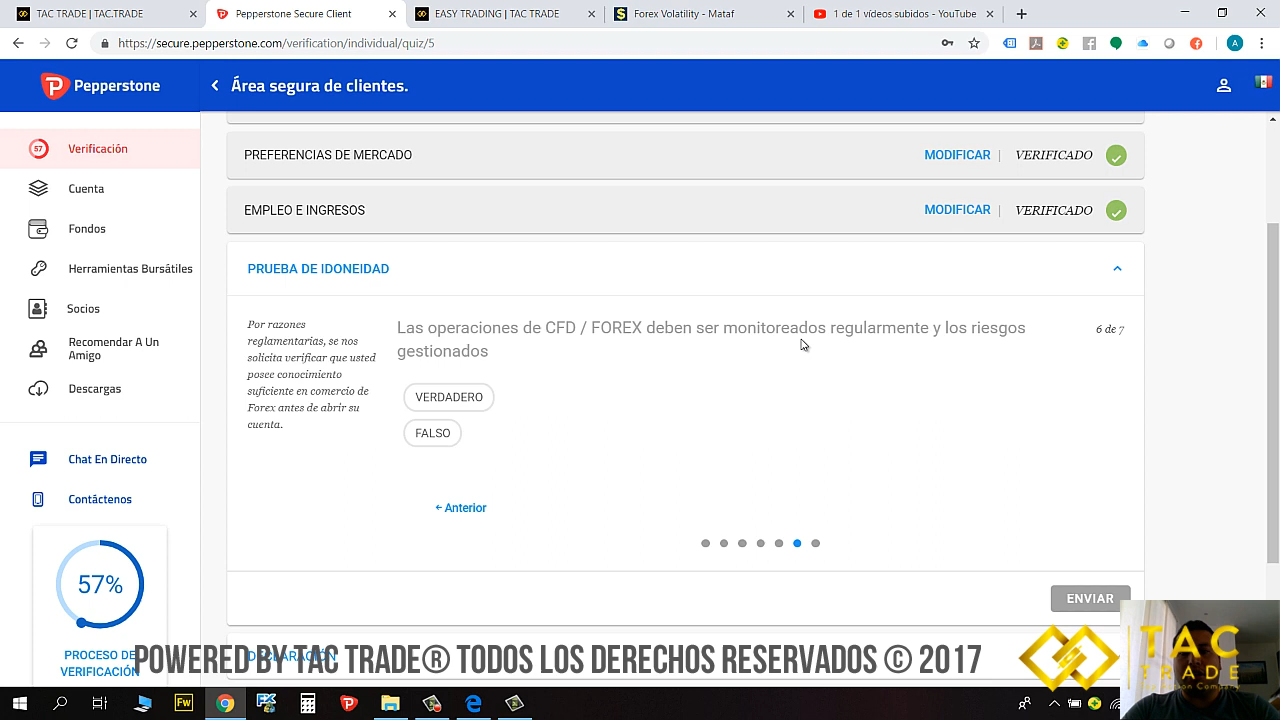 TAC TRADE | TAC.TRADE
Pepperstone Secure Client
EASY TRADING | TAC TRADE
Forex Volatility - Mataf
1 de 1 vídeos subidos - YouTube
https://secure.pepperstone.com/verification/individual/quiz/5
A
Pepperstone
Área segura de clientes.
57
Verificación
Cuenta
Fondos
Herramientas Bursátiles
Socios
Recomendar A Un
Amigo
Descargas
Chat En Directo
Contáctenos
57%
PROCESO DE
VERIFICACIÓN
PREFERENCIAS DE MERCADO
MODIFICAR | VERIFICADO
EMPLEO E INGRESOS
MODIFICAR | VERIFICADO
PRUEBA DE IDONEIDAD
Por razones
reglamentarias, se nos
solicita verificar que usted
posee conocimiento
suficiente en comercio de
Forex antes de abrir su
cuenta.
Las operaciones de CFD / FOREX deben ser monitoreados regularmente y los riesgos
gestionados
6 de 7
VERDADERO
FALSO
Anterior
ENVIAR
DECLARACIÓN
POWERED BY TAC TRADE® TODOS LOS DERECHOS RESERVADOS © 2017
TAC
TRADE
Fw